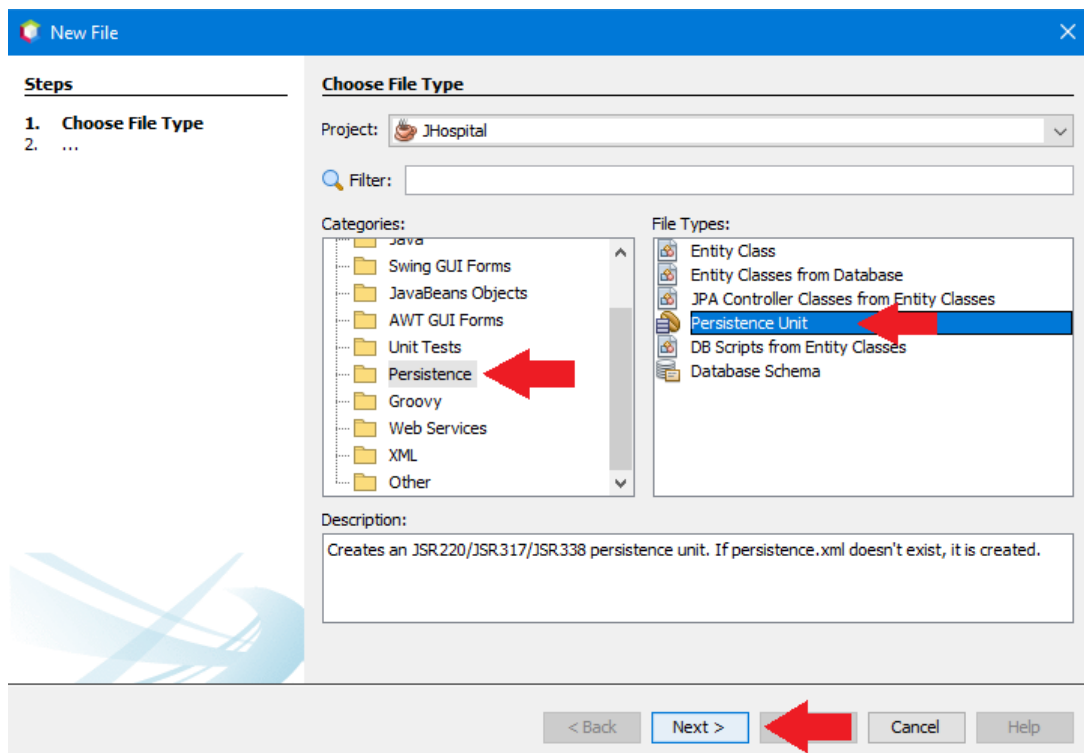 New File
Steps
1. Choose File Type
2. ...
Choose File Type
Project: JHospital
Filter:
Categories:
Java
Swing GUI Forms
JavaBeans Objects
AWT GUI Forms
Unit Tests
Persistence
Groovy
Web Services
XML
Other
File Types:
Entity Class
Entity Classes from Database
JPA Controller Classes from Entity Classes
Persistence Unit
DB Scripts from Entity Classes
Database Schema
Description:
Creates an JSR220/JSR317/JSR338 persistence unit. If persistence.xml doesn't exist, it is created.
< Back
Next >
Cancel
Help